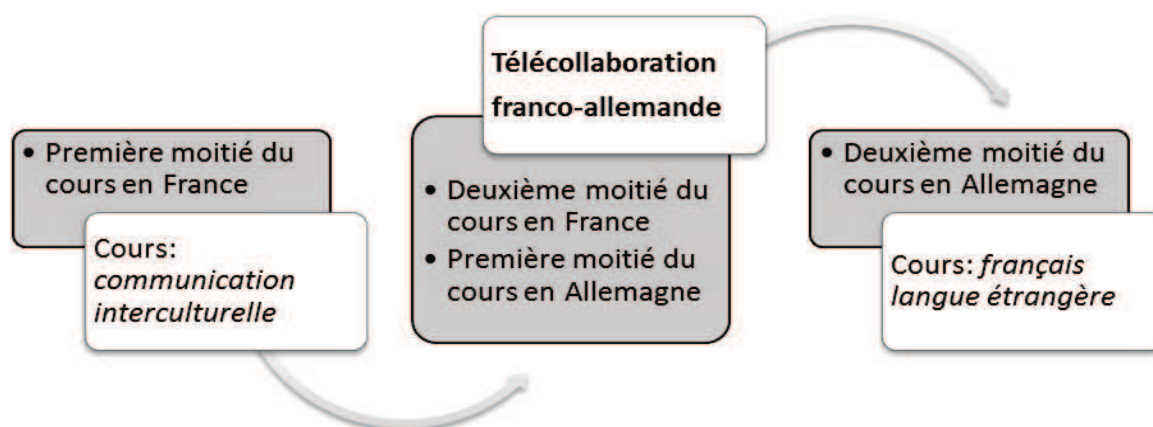 • Première moitié du
cours en France
Cours:
communication
interculturelle
Télécollaboration
franco-allemande
• Deuxième moitié du
cours en France
• Première moitié du
cours en Allemagne
• Deuxième moitié du
cours en Allemagne
Cours: français
langue étrangère